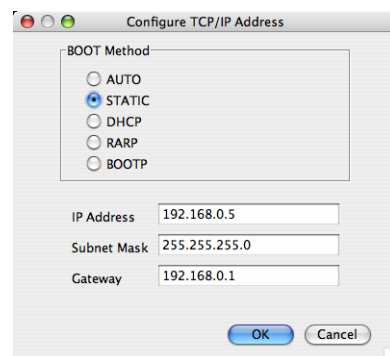 Configure TCP/IP Address
BOOT Method
AUTO
STATIC
DHCP
RARP
BOOTP
IP Address 192.168.0.5
Subnet Mask 255.255.255.0
Gateway 192.168.0.1
OK Cancel